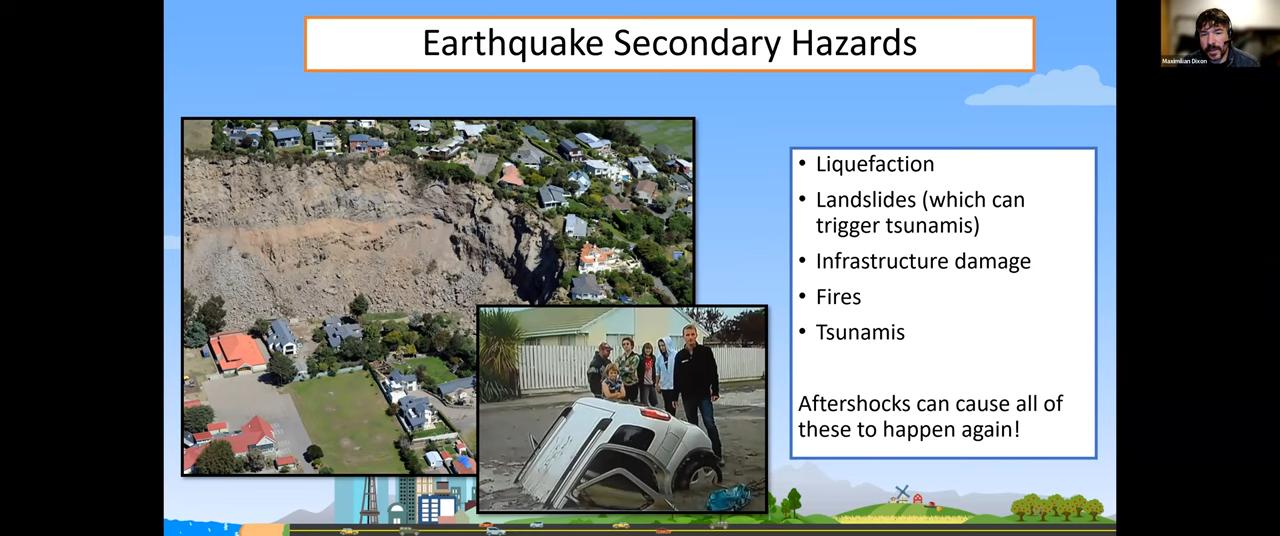 Earthquake Secondary Hazards
Maximilian Dixon
• Liquefaction
• Landslides (which can
trigger tsunamis)
• Infrastructure damage
• Fires
• Tsunamis
Aftershocks can cause all of
these to happen again!